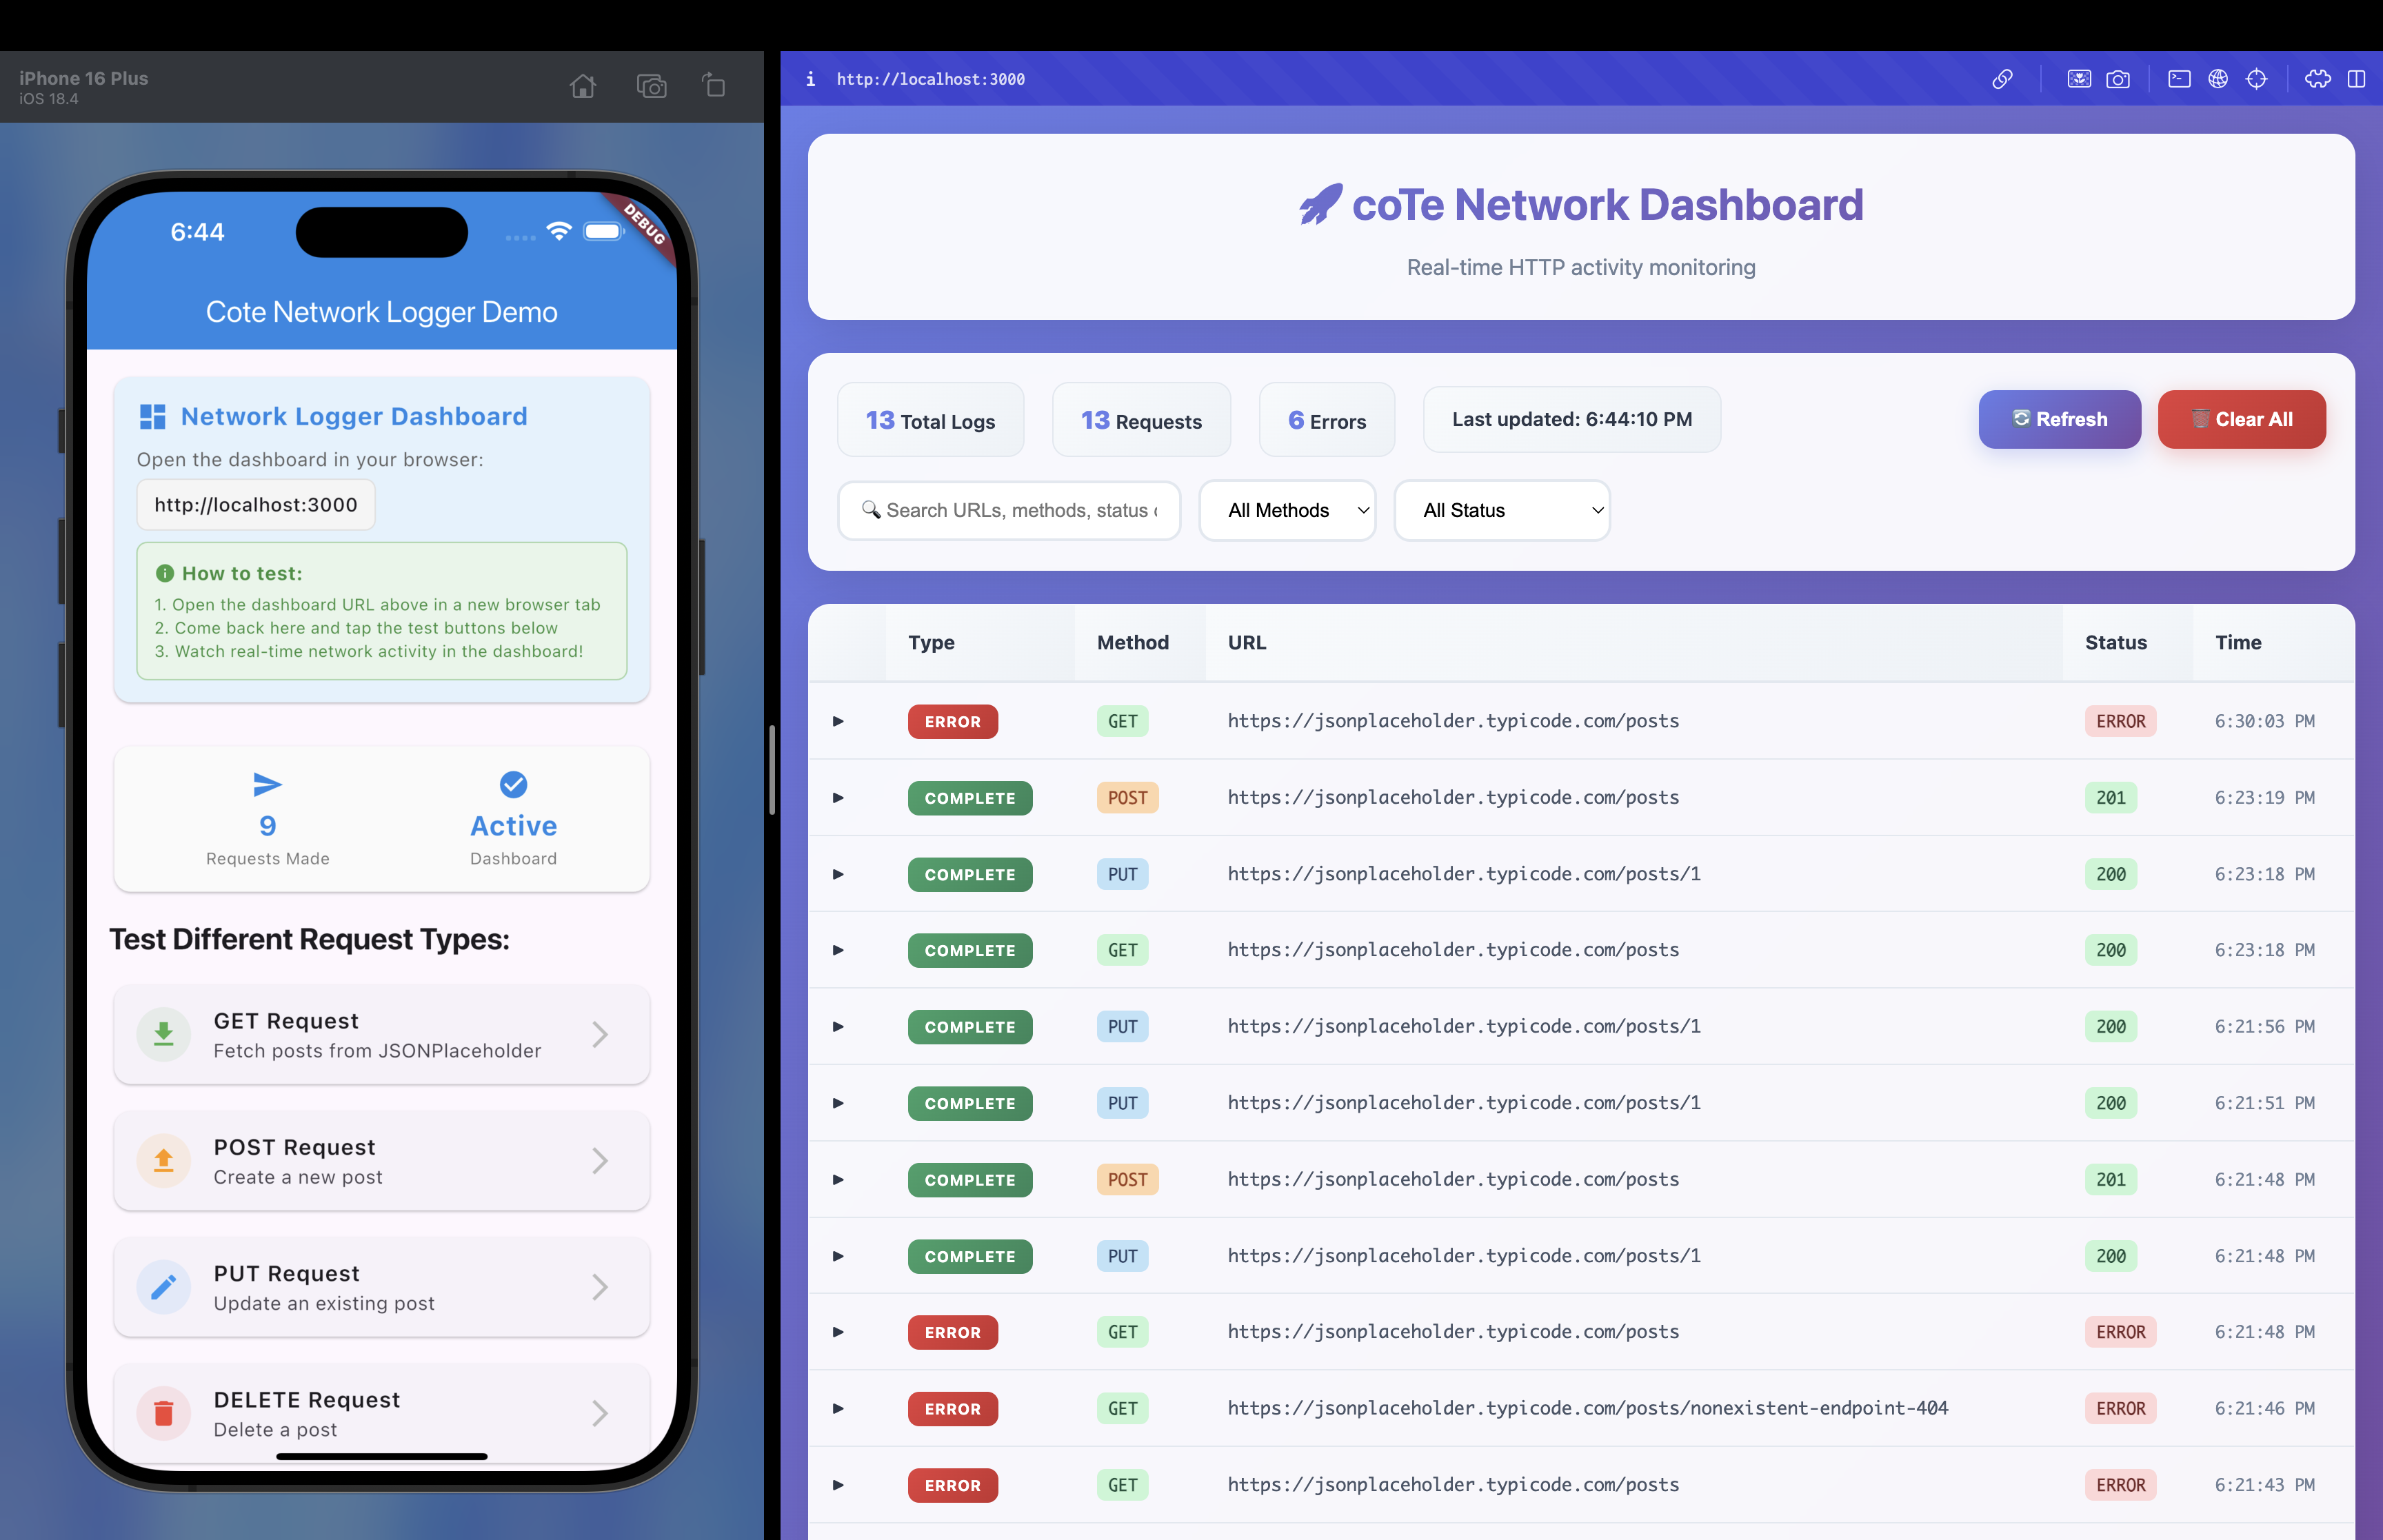 iPhone 16 Plus
iOS 18.4
6:44
DEBUG
Cote Network Logger Demo
Network Logger Dashboard
Open the dashboard in your browser:
http://localhost:3000
How to test:
1. Open the dashboard URL above in a new browser tab
2. Come back here and tap the test buttons below
3. Watch real-time network activity in the dashboard!
9
Requests Made
Active
Dashboard
Test Different Request Types:
GET Request
Fetch posts from JSONPlaceholder
POST Request
Create a new post
PUT Request
Update an existing post
DELETE Request
Delete a post
http://localhost:3000
coTe Network Dashboard
Real-time HTTP activity monitoring
13 Total Logs
13 Requests
6 Errors
Last updated: 6:44:10 PM
Refresh
Clear All
Search URLs, methods, status
All Methods
All Status
Type Method URL Status Time
ERROR GET https://jsonplaceholder.typicode.com/posts ERROR 6:30:03 PM
COMPLETE POST https://jsonplaceholder.typicode.com/posts 201 6:23:19 PM
COMPLETE PUT https://jsonplaceholder.typicode.com/posts/1 200 6:23:18 PM
COMPLETE GET https://jsonplaceholder.typicode.com/posts 200 6:23:18 PM
COMPLETE PUT https://jsonplaceholder.typicode.com/posts/1 200 6:21:56 PM
COMPLETE PUT https://jsonplaceholder.typicode.com/posts/1 200 6:21:51 PM
COMPLETE POST https://jsonplaceholder.typicode.com/posts 201 6:21:48 PM
COMPLETE PUT https://jsonplaceholder.typicode.com/posts/1 200 6:21:48 PM
ERROR GET https://jsonplaceholder.typicode.com/posts ERROR 6:21:48 PM
ERROR GET https://jsonplaceholder.typicode.com/posts/nonexistent-endpoint-404 ERROR 6:21:46 PM
ERROR GET https://jsonplaceholder.typicode.com/posts ERROR 6:21:43 PM